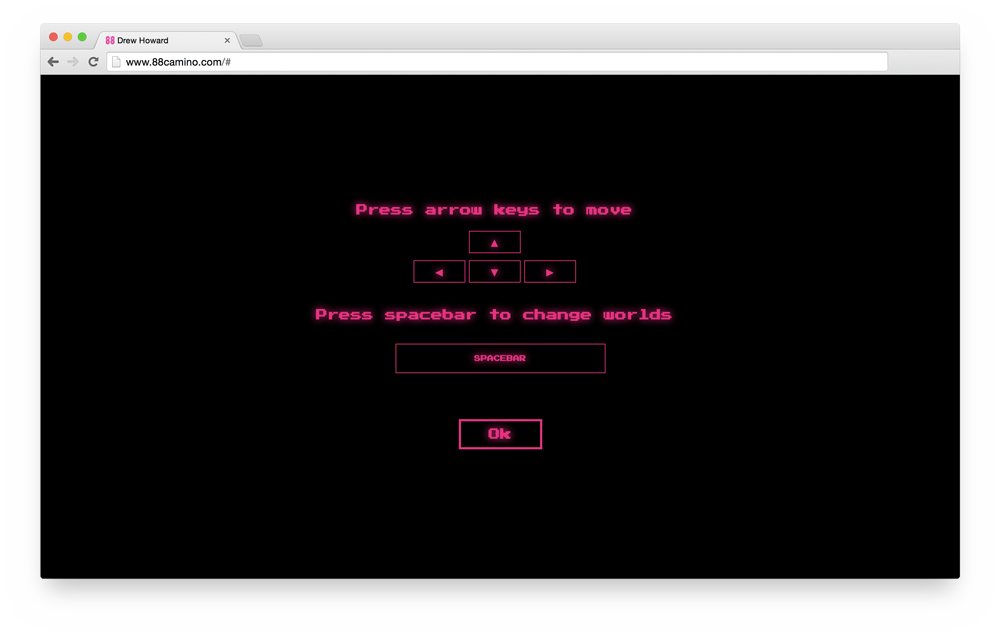 88 Drew Howard
www.88camino.com/#
Press arrow keys to move
Press spacebar to change worlds
SPACEBAR
Ok